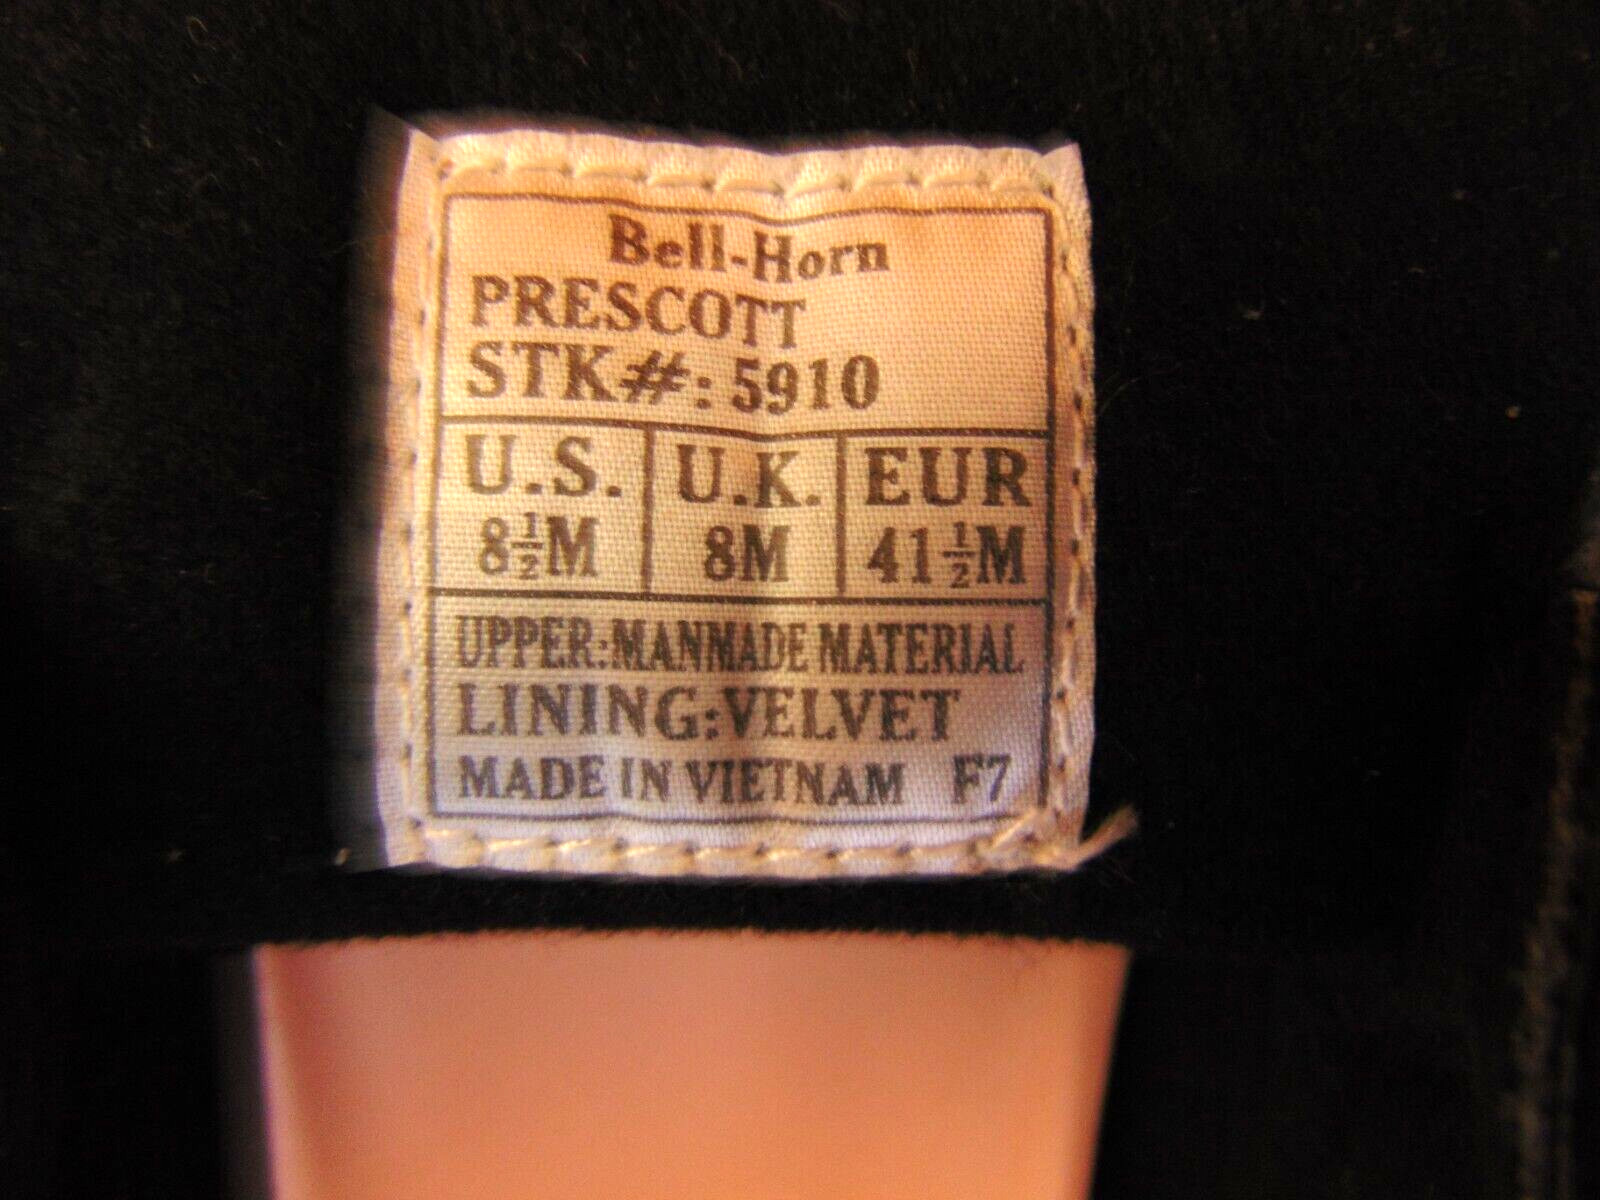 Bell-Horn
PRESCOTT
STK#: 5910
U.S. U.K. EUR
8½M 8M 41½M
UPPER:MANMADE MATERIAL
LINING:VELVET
MADE IN VIETNAM F7